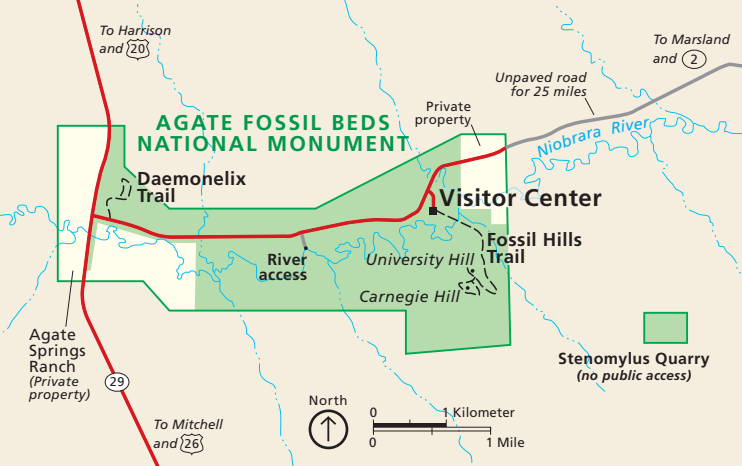 To Harrison
and 20
To Marsland
and 2
Unpaved road
for 25 miles
Private
property
AGATE FOSSIL BEDS
NATIONAL MONUMENT
Niobrara River
Daemonelix
Trail
Visitor Center
Fossil Hills
Trail
River
access
University Hill
Carnegie Hill
Agate
Springs
Ranch
(Private
property)
29
Stenomylus Quarry
(no public access)
To Mitchell
and 26
North
0 1 Kilometer
0 1 Mile